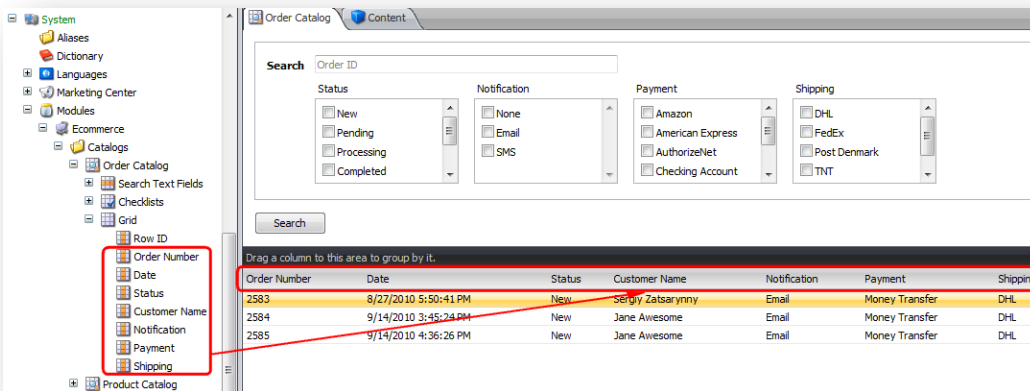 System
Aliases
Dictionary
Languages
Marketing Center
Modules
Ecommerce
Catalogs
Order Catalog
Search Text Fields
Checklists
Grid
Row ID
Order Number
Date
Status
Customer Name
Notification
Payment
Shipping
Product Catalog
Order Catalog Content
Search Order ID
Status Notification Payment Shipping
New None Amazon DHL
Pending Email American Express FedEx
Processing SMS AuthorizeNet Post Denmark
Completed Checking Account TNT
Search
Drag a column to this area to group by it.
Order Number Date Status Customer Name Notification Payment Shippin
2583 8/27/2010 5:50:41 PM New Sergiy Zatsarynny Email Money Transfer DHL
2584 9/14/2010 3:45:24 PM New Jane Awesome Email Money Transfer DHL
2585 9/14/2010 4:36:26 PM New Jane Awesome Email Money Transfer DHL